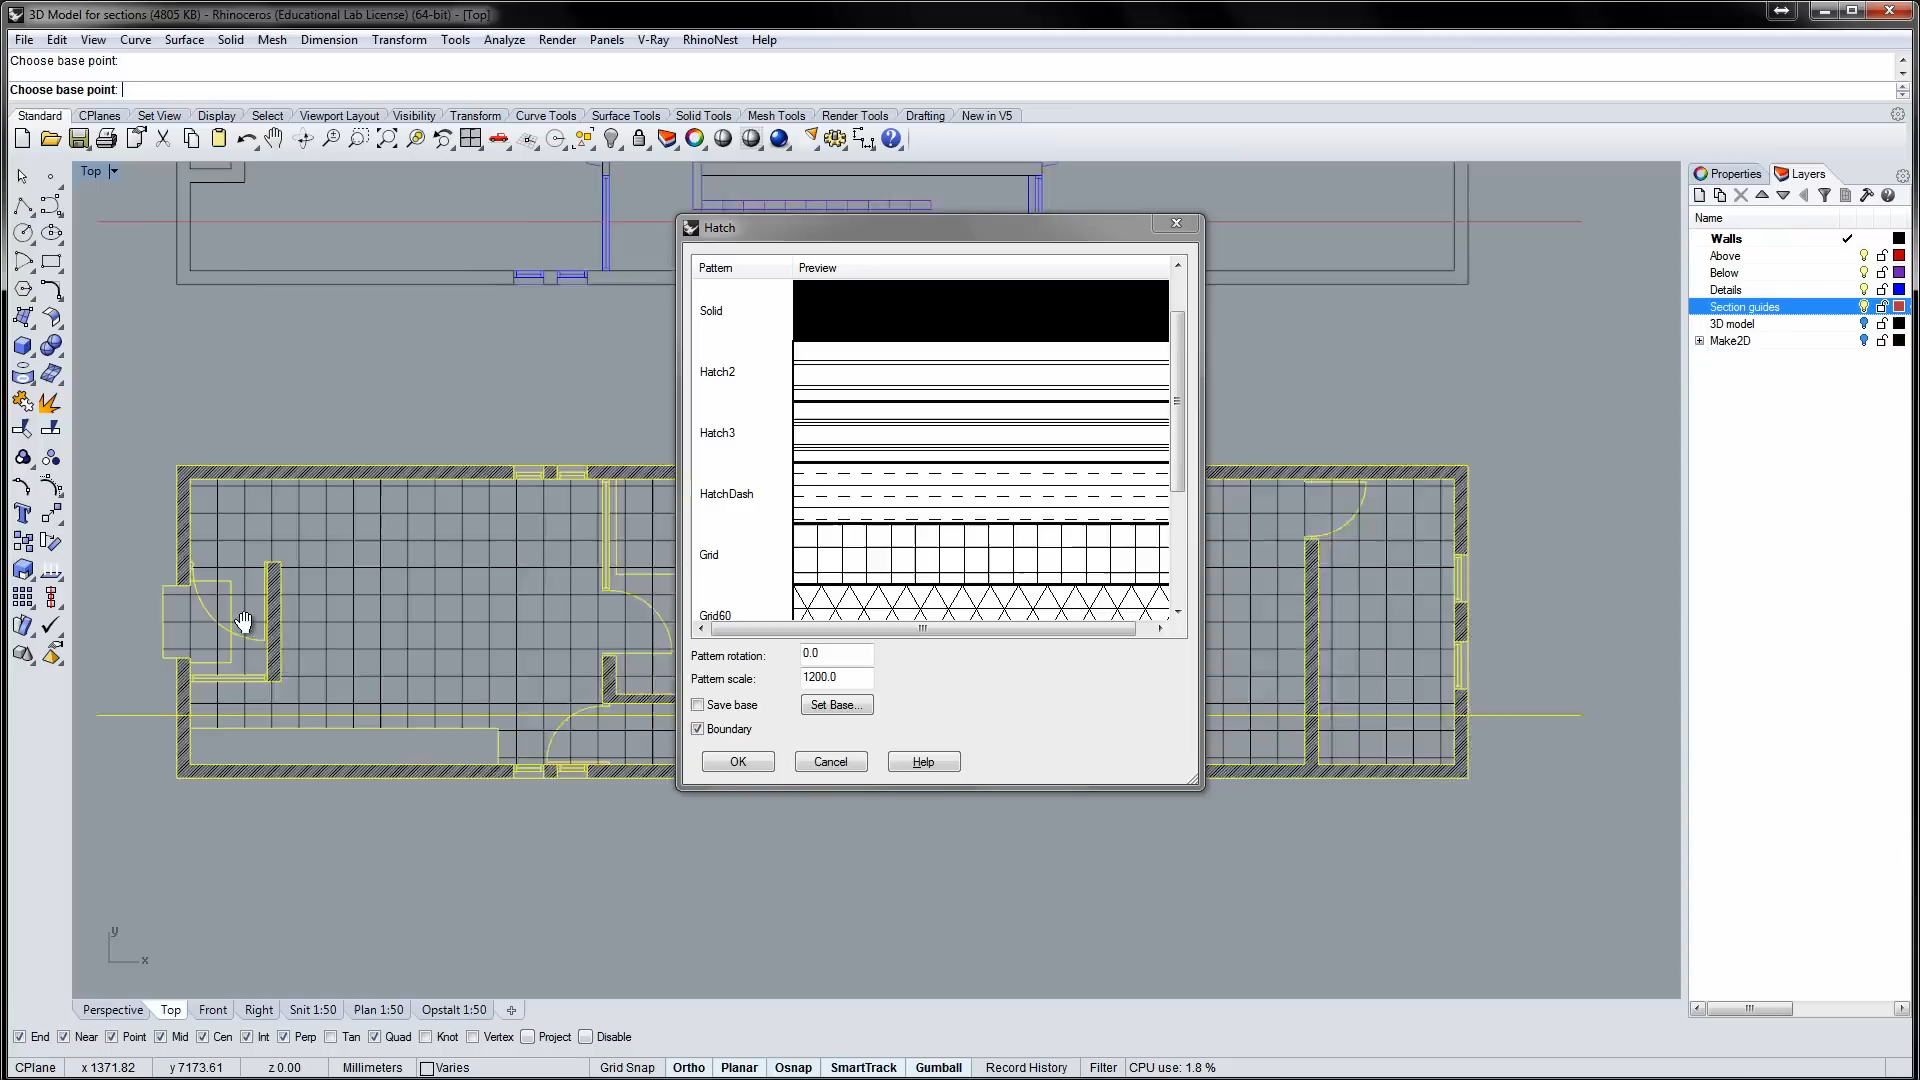 3D Model for sections (4805 KB) - Rhinoceros (Educational Lab License) (64-bit) - [Top]
File Edit View Curve Surface Solid Mesh Dimension Transform Tools Analyze Render Panels V-Ray RhinoNest Help
Choose base point:
Choose base point:
Standard CPlanes Set View Display Select Viewport Layout Visibility Transform Curve Tools Surface Tools Solid Tools Mesh Tools Render Tools Drafting New in V5
Top
Properties Layers
Name
Walls
Above
Below
Details
Section guides
3D model
Make2D
Hatch
Pattern Preview
Solid
Hatch2
Hatch3
HatchDash
Grid
Grid60
Pattern rotation: 0.0
Pattern scale: 1200.0
Save base Set Base...
Boundary
OK Cancel Help
y
x
Perspective Top Front Right Snit 1:50 Plan 1:50 Opstalt 1:50
End Near Point Mid Cen Int Perp Tan Quad Knot Vertex Project Disable
CPlane x 1371.82 y 7173.61 z 0.00 Millimeters Varies Grid Snap Ortho Planar Osnap SmartTrack Gumball Record History Filter CPU use: 1.8 %